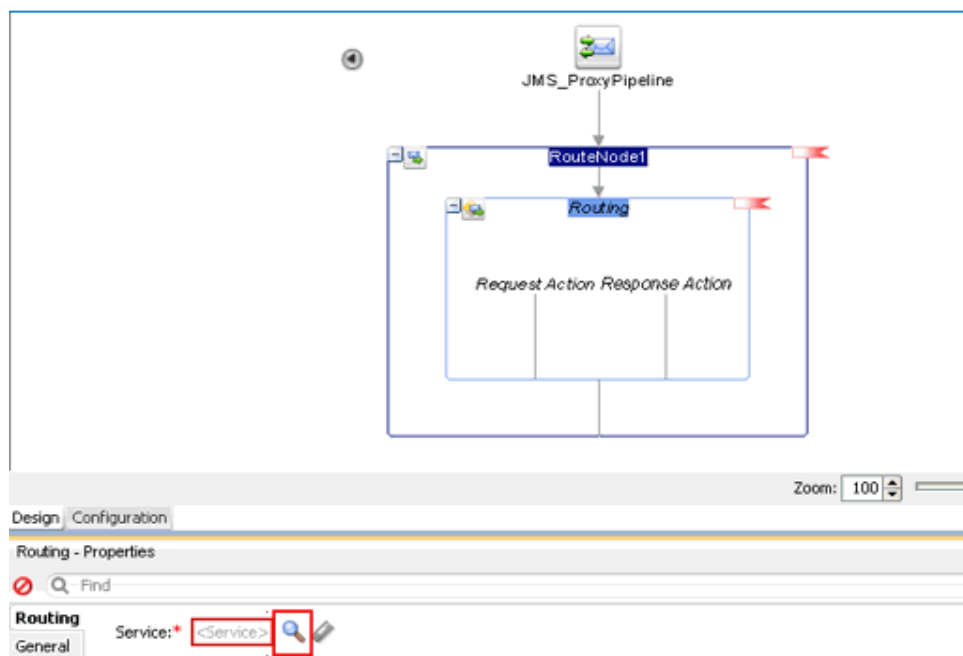 JMS_ProxyPipeline
RouteNode1
Routing
Request Action Response Action
Zoom: 100
Design Configuration
Routing - Properties
Find
Routing
Service:* <Service>
General